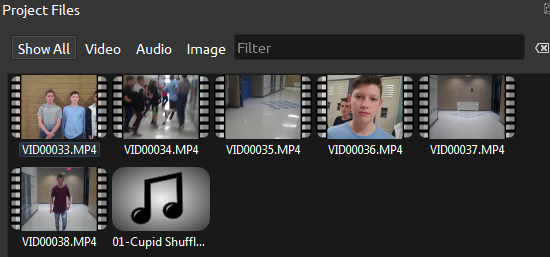 Project Files
Show All Video Audio Image Filter
VID00033.MP4 VID00034.MP4 VID00035.MP4 VID00036.MP4 VID00037.MP4
VID00038.MP4 01-Cupid Shuffl...